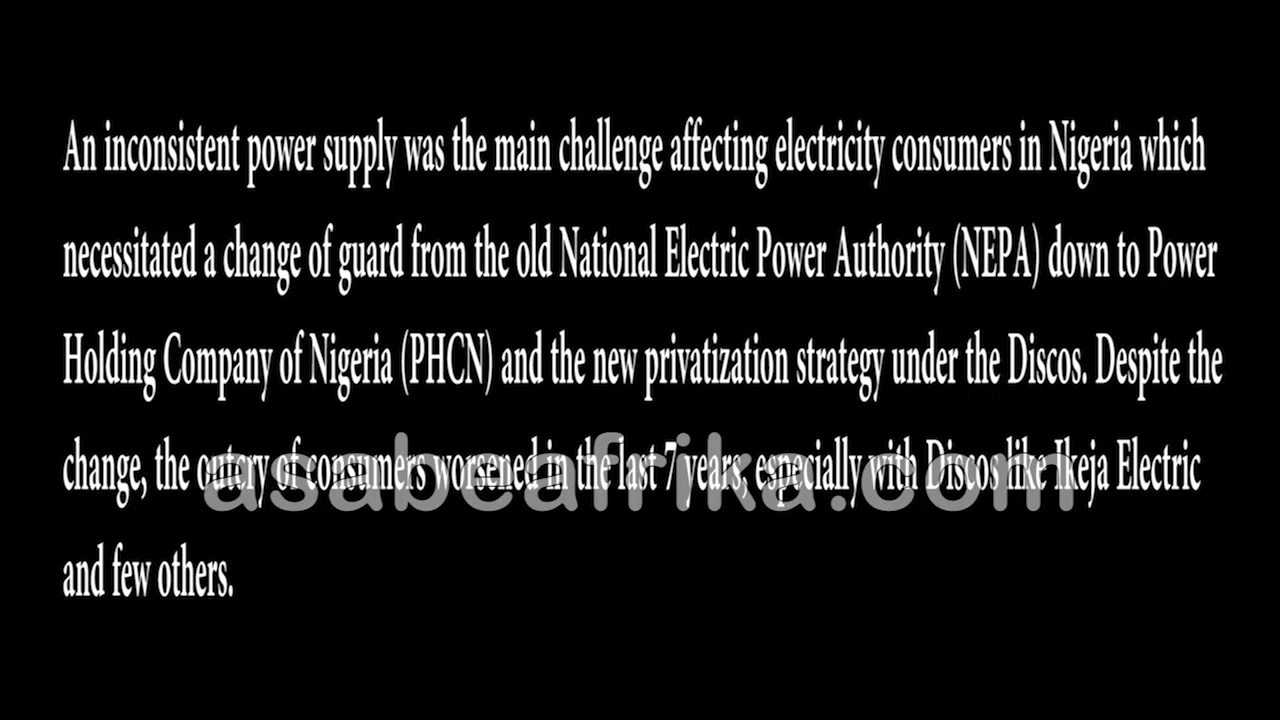 An inconsistent power supply was the main challenge affecting electricity consumers in Nigeria which
necessitated a change of guard from the old National Electric Power Authority (NEPA) down to Power
Holding Company of Nigeria (PHCN) and the new privatization strategy under the Discos. Despite the
change, the outcry of consumers worsened in the last 7 years, especially with Discos like Ikeja Electric
asabeafrika.com
and few others.